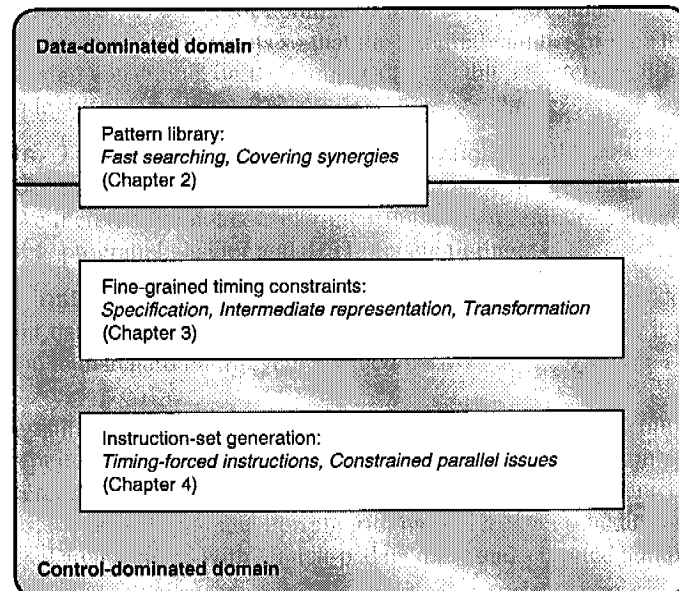 Data-dominated domain
Pattern library:
Fast searching, Covering synergies
(Chapter 2)
Fine-grained timing constraints:
Specification, Intermediate representation, Transformation
(Chapter 3)
Instruction-set generation:
Timing-forced instructions, Constrained parallel issues
(Chapter 4)
Control-dominated domain